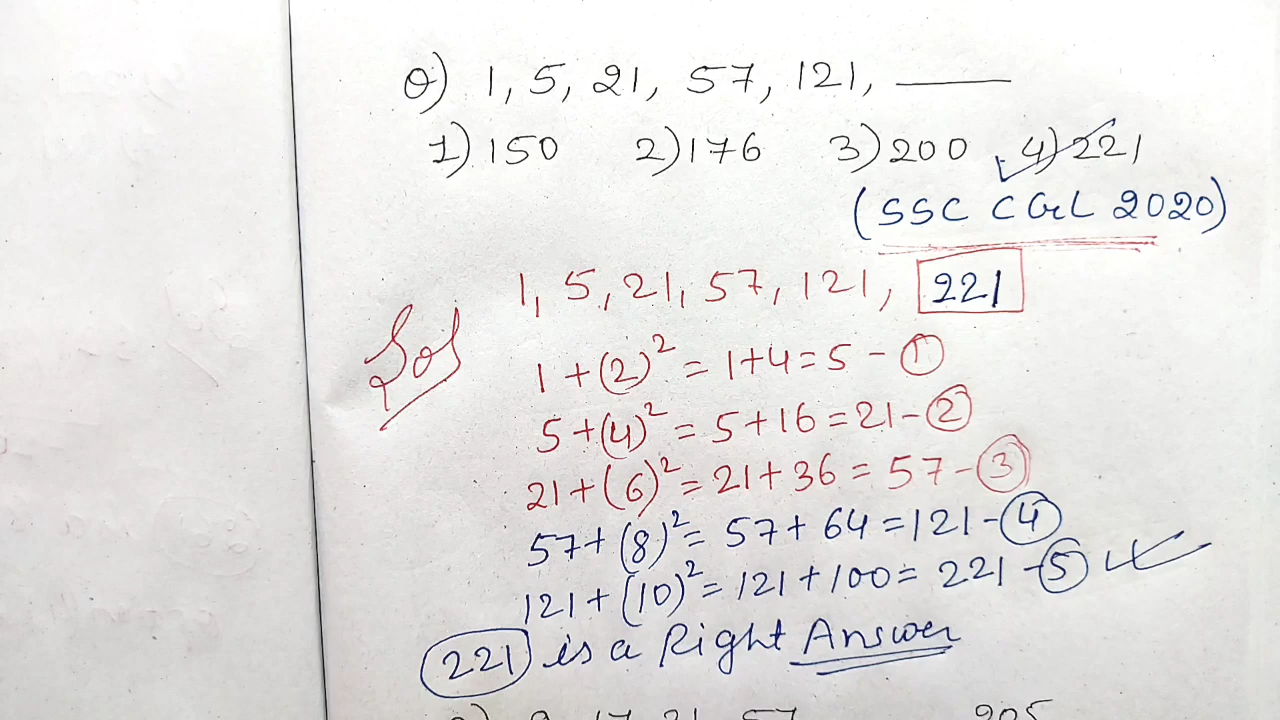 Q) 1, 5, 21, 57, 121, ____
1) 150 2) 176 3) 200 4) 221
(SSC CGL 2020)
1, 5, 21, 57, 121, 221
Sol
1 + (2)² = 1+4 = 5 - ①
5 + (4)² = 5 + 16 = 21 - ②
21 + (6)² = 21 + 36 = 57 - ③
57 + (8)² = 57 + 64 = 121 - ④
121 + (10)² = 121 + 100 = 221 - ⑤
221 is a Right Answer